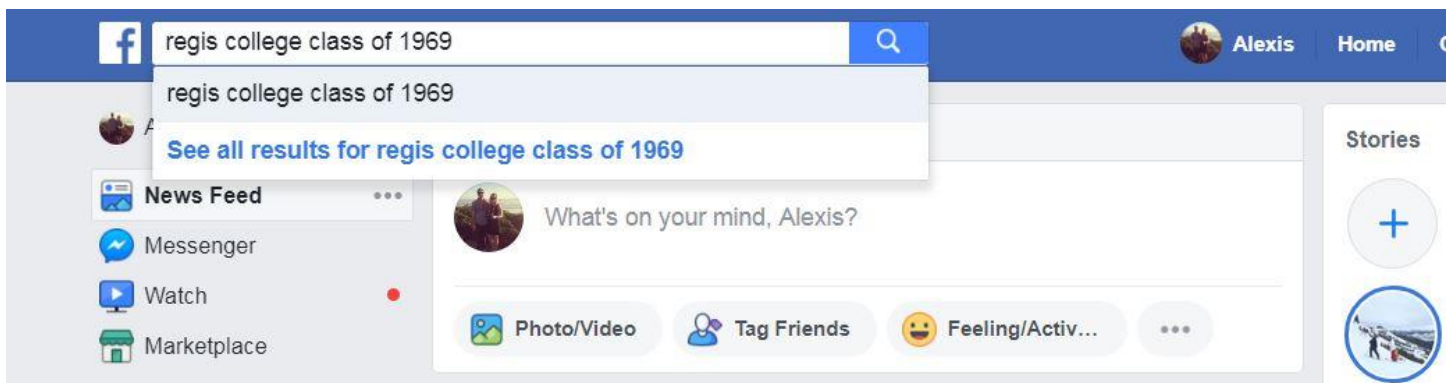 f
regis college class of 1969
Alexis
Home
regis college class of 1969
See all results for regis college class of 1969
Stories
News Feed
What's on your mind, Alexis?
Messenger
Watch
Marketplace
Photo/Video
Tag Friends
Feeling/Activ...